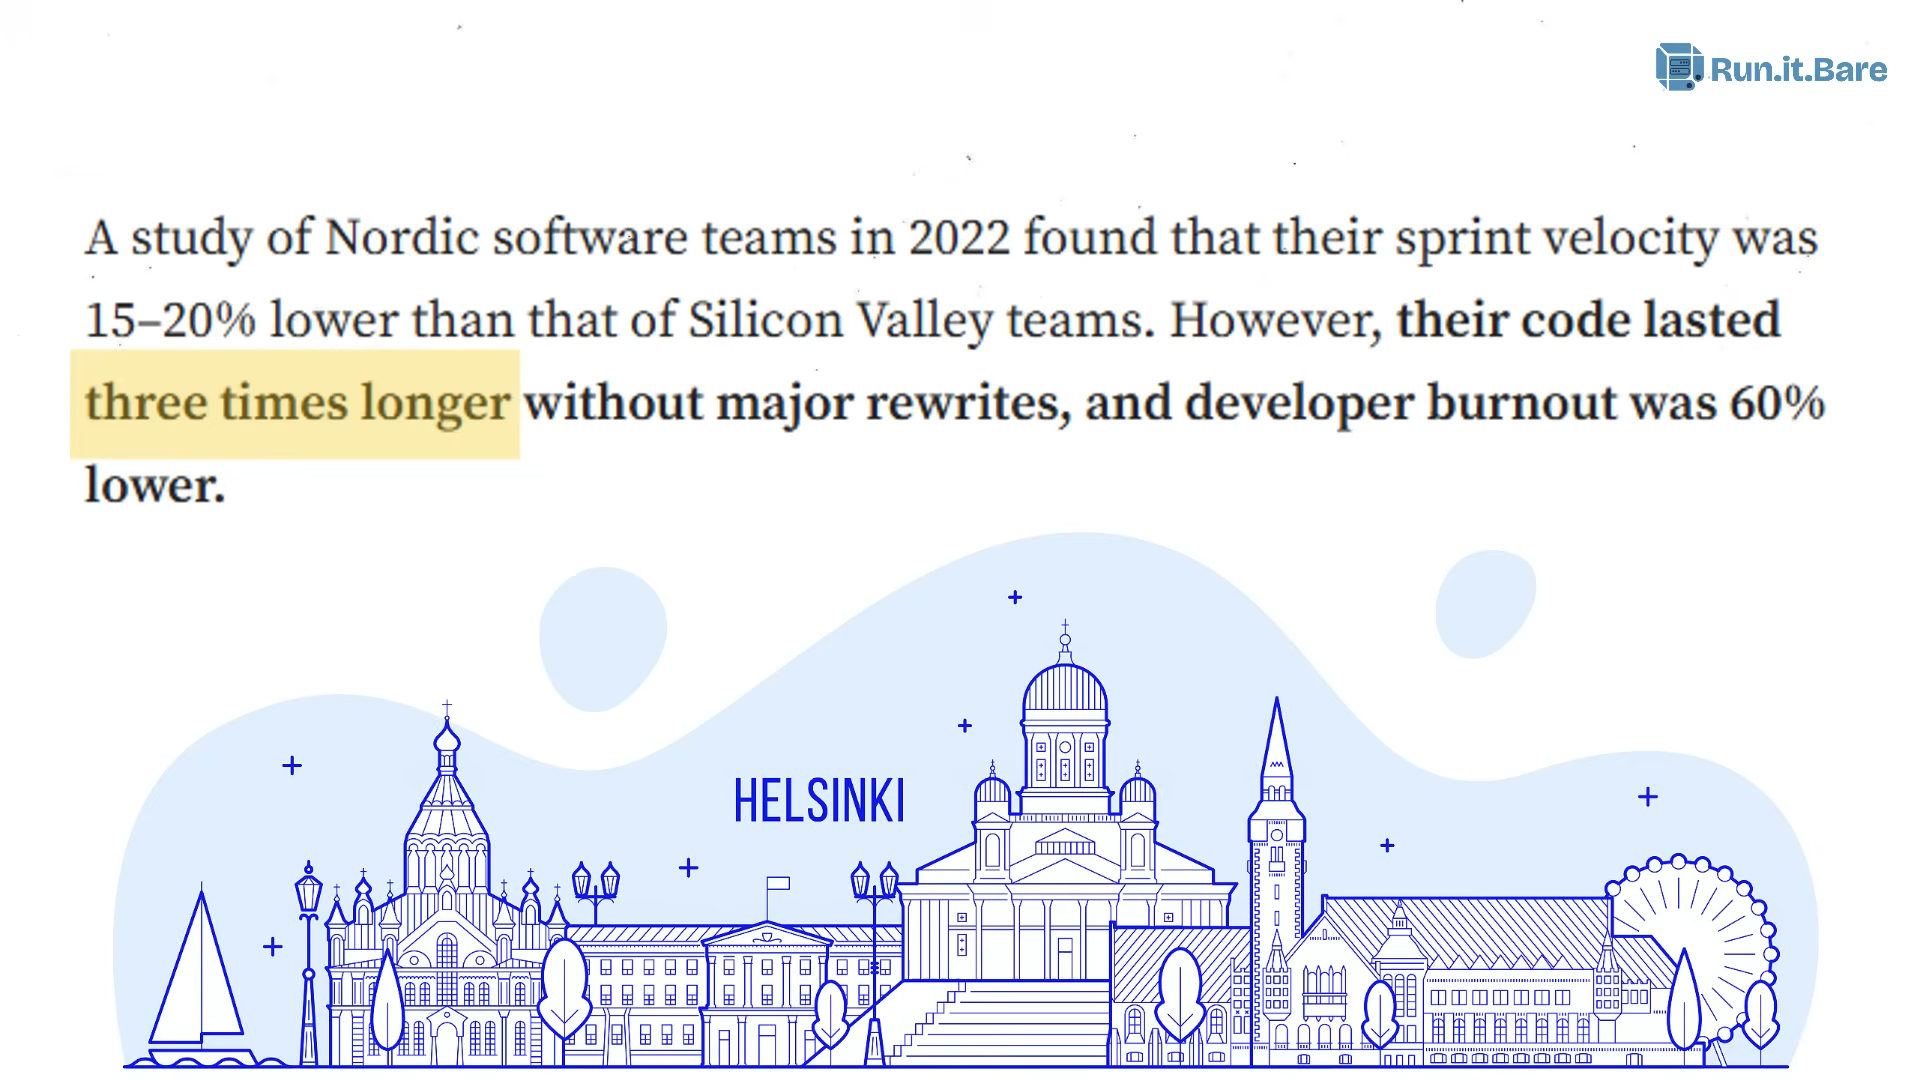 Run.it.Bare
A study of Nordic software teams in 2022 found that their sprint velocity was
15–20% lower than that of Silicon Valley teams. However, their code lasted
three times longer without major rewrites, and developer burnout was 60%
lower.
HELSINKI